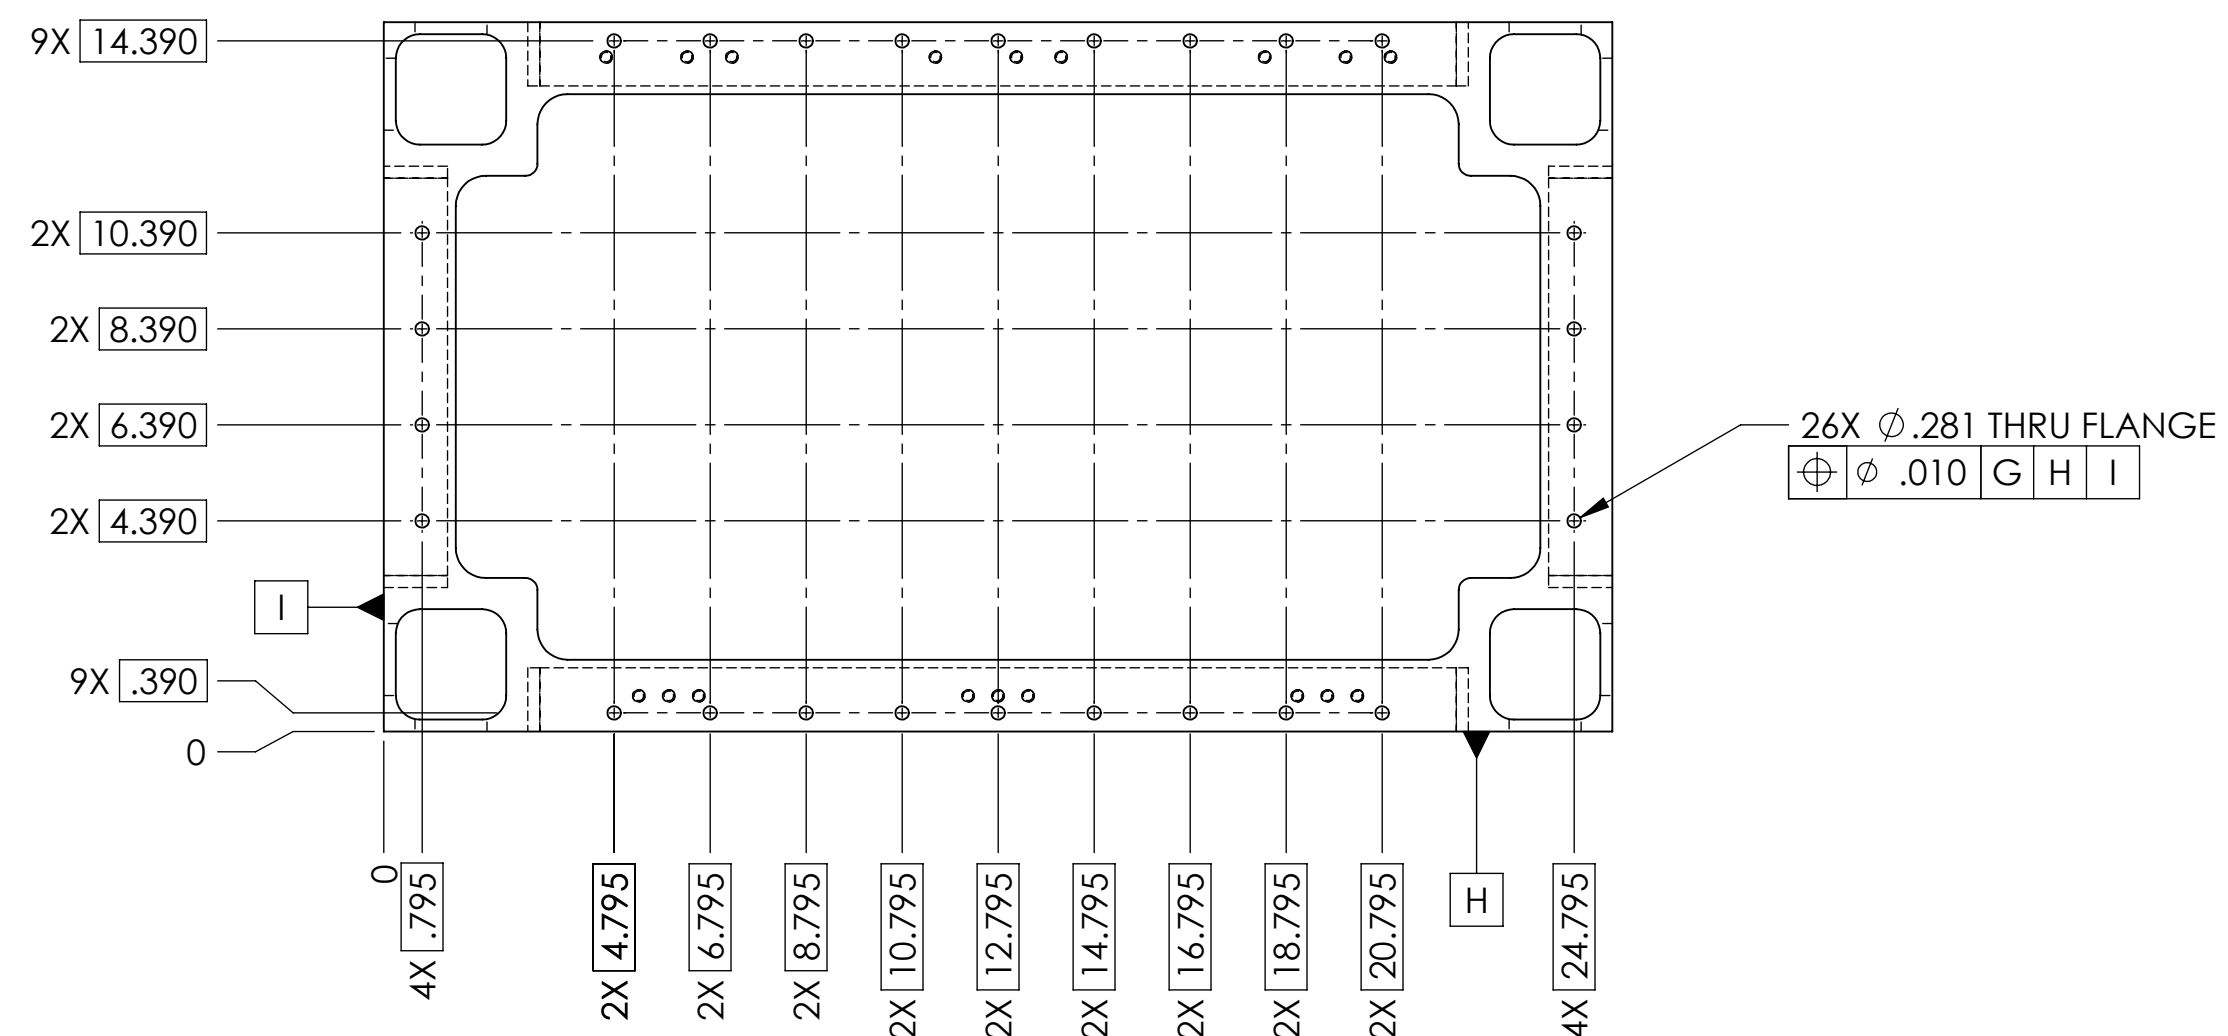 9X 14.390
2X 10.390
2X 8.390
2X 6.390
26X ⌀.281 THRU FLANGE
⌖ ⌀ .010 G H I
2X 4.390
I
9X .390
0
0
4X .795
2X 4.795
2X 6.795
2X 8.795
2X 10.795
2X 12.795
2X 14.795
2X 16.795
2X 18.795
2X 20.795
H
4X 24.795